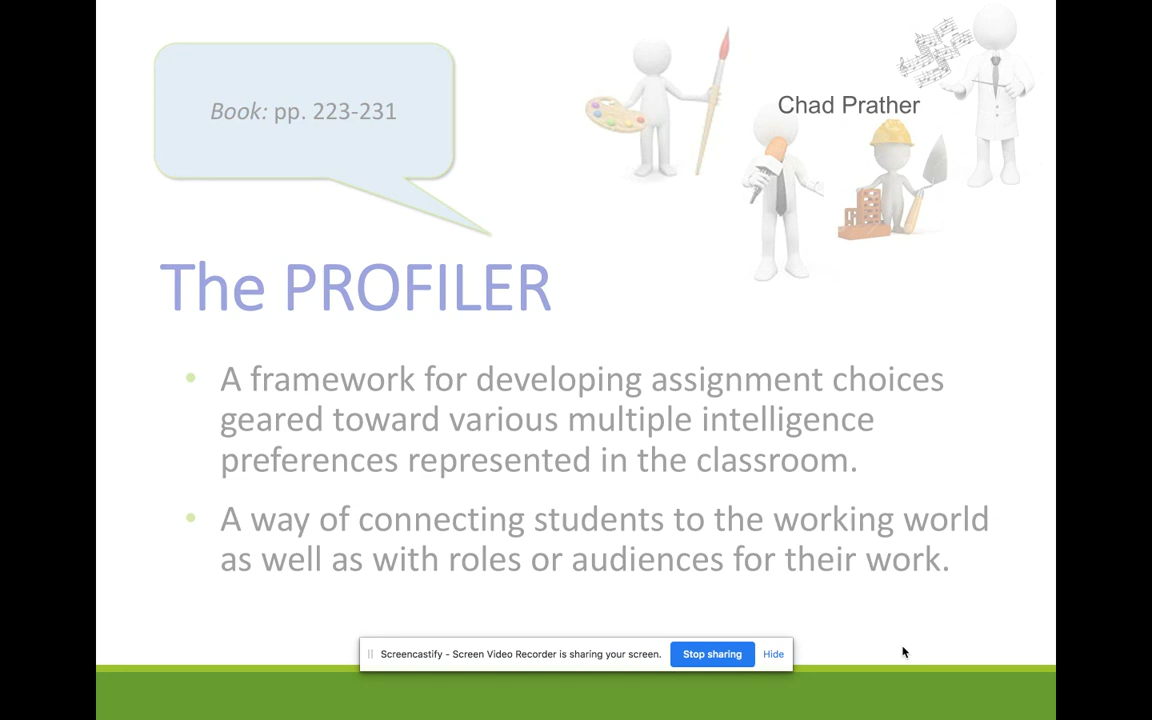 Book: pp. 223-231
Chad Prather
The PROFILER
• A framework for developing assignment choices
geared toward various multiple intelligence
preferences represented in the classroom.
• A way of connecting students to the working world
as well as with roles or audiences for their work.
Screencastify - Screen Video Recorder is sharing your screen. Stop sharing Hide